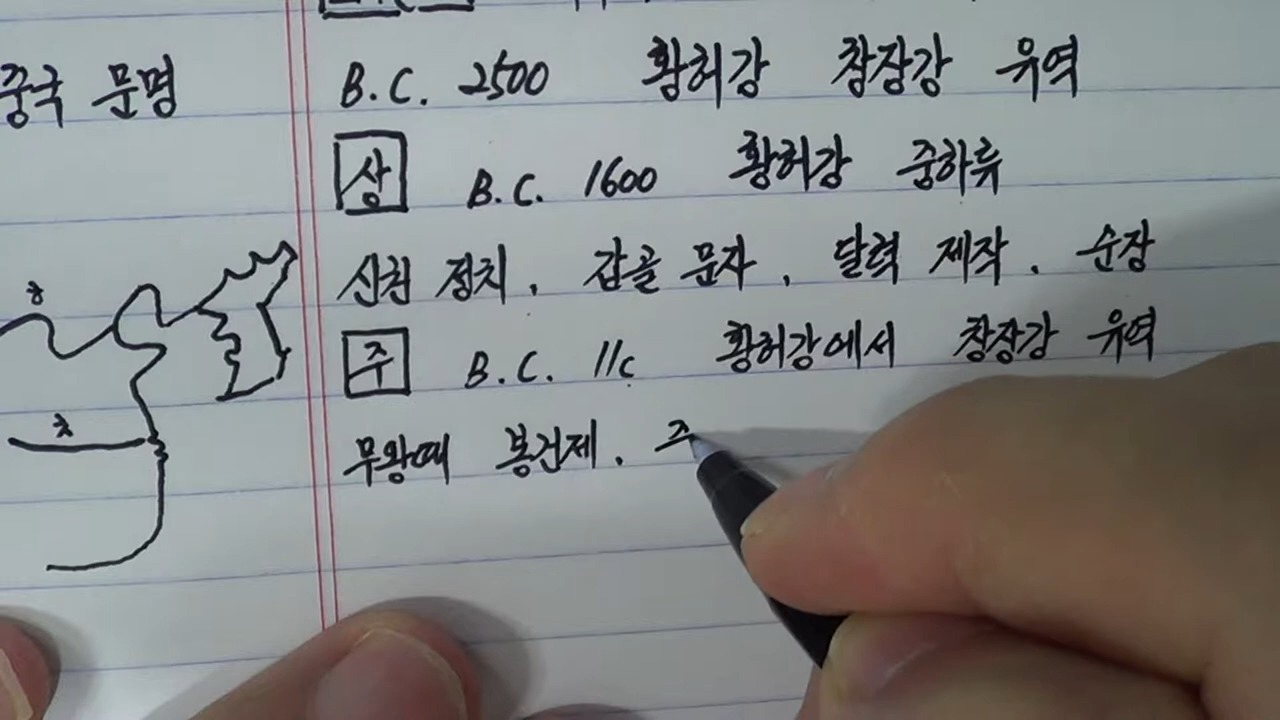 중국 문명
B.C. 2500 황허강 창장강 유역
상 B.C. 1600 황허강 중하류
신권 정치, 갑골 문자, 달력 제작, 순장
주 B.C. 11c 황허강에서 창장강 유역
무왕때 봉건제.
ㅎ
ㅊ